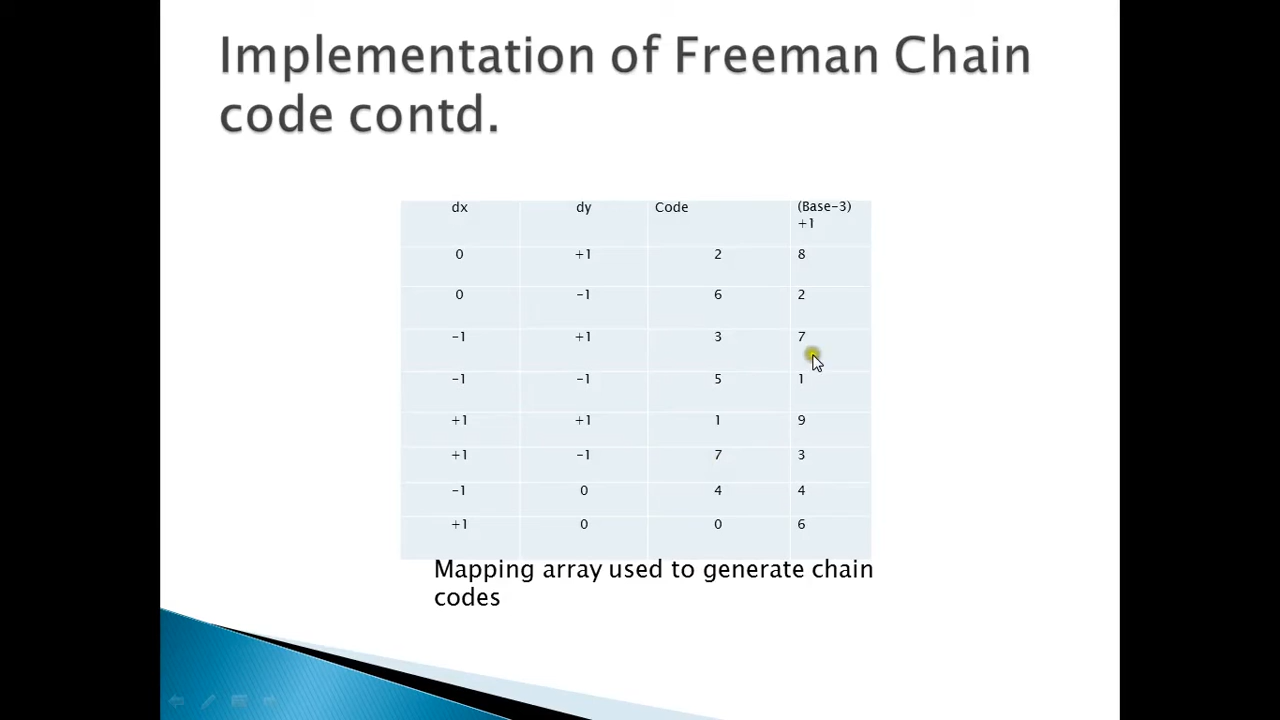 Implementation of Freeman Chain
code contd.
dx dy Code (Base-3)
+1
0 +1 2 8
0 -1 6 2
-1 +1 3 7
-1 -1 5 1
+1 +1 1 9
+1 -1 7 3
-1 0 4 4
+1 0 0 6
Mapping array used to generate chain
codes